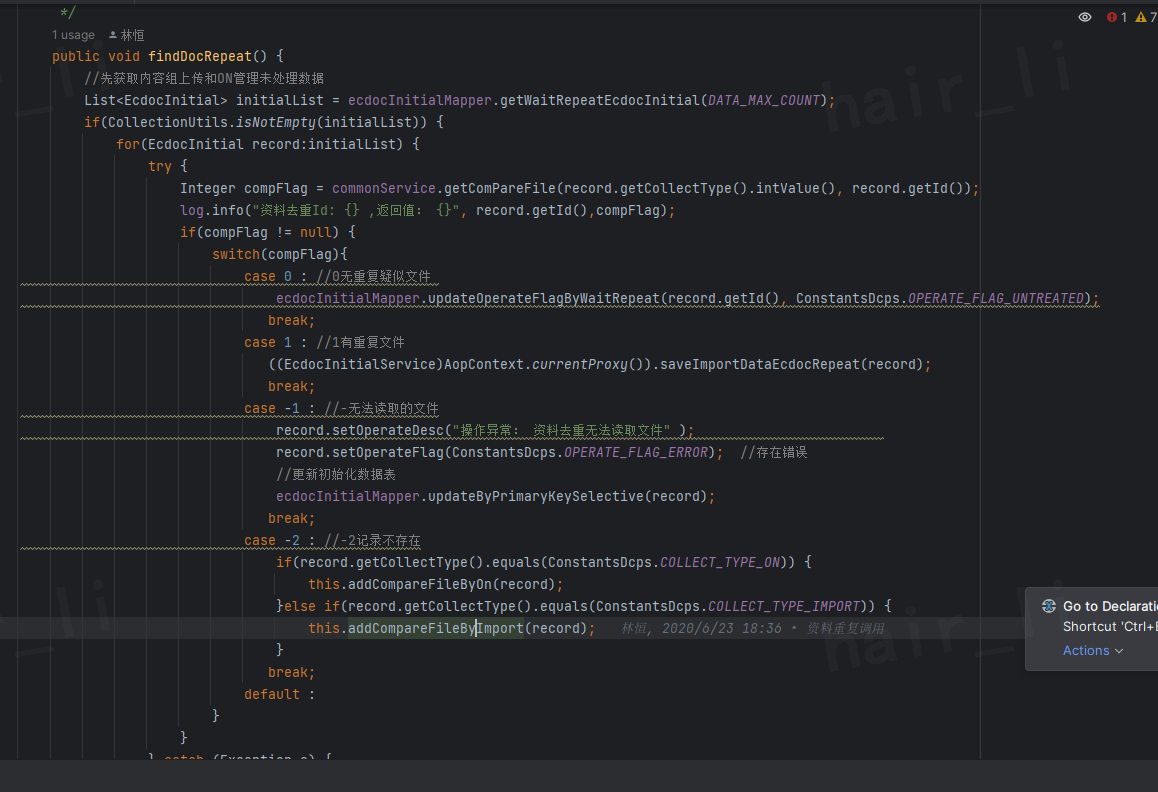 */
1 usage 林恒
public void findDocRepeat() {
//先获取内容组上传和ON管理未处理数据
List<EcdocInitial> initialList = ecdocInitialMapper.getWaitRepeatEcdocInitial(DATA_MAX_COUNT);
if(CollectionUtils.isNotEmpty(initialList)) {
for(EcdocInitial record:initialList) {
try {
Integer compFlag = commonService.getComPareFile(record.getCollectType().intValue(), record.getId());
log.info("资料去重Id: {} ,返回值: {}", record.getId(),compFlag);
if(compFlag != null) {
switch(compFlag){
case 0 : //0无重复疑似文件
ecdocInitialMapper.updateOperateFlagByWaitRepeat(record.getId(), ConstantsDcps.OPERATE_FLAG_UNTREATED);
break;
case 1 : //1有重复文件
((EcdocInitialService)AopContext.currentProxy()).saveImportDataEcdocRepeat(record);
break;
case -1 : //-无法读取的文件
record.setOperateDesc("操作异常: 资料去重无法读取文件" );
record.setOperateFlag(ConstantsDcps.OPERATE_FLAG_ERROR); //存在错误
//更新初始化数据表
ecdocInitialMapper.updateByPrimaryKeySelective(record);
break;
case -2 : //-2记录不存在
if(record.getCollectType().equals(ConstantsDcps.COLLECT_TYPE_ON)) {
this.addCompareFileByOn(record);
}else if(record.getCollectType().equals(ConstantsDcps.COLLECT_TYPE_IMPORT)) {
this.addCompareFileByImport(record); 林恒, 2020/6/23 18:36 • 资料重复调用
}
break;
default :
}
}
} catch (Exception e) {
1 7
Go to Declarati
Shortcut 'Ctrl+
Actions
hair_li